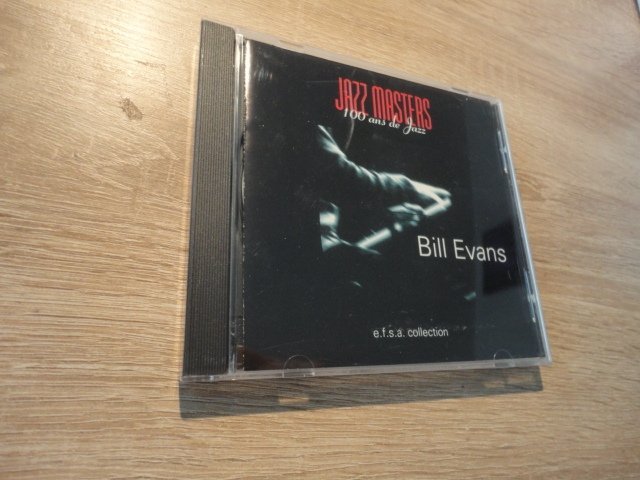 JAZZ MASTERS
100 ans de Jazz
Bill Evans
e.f.s.a. collection